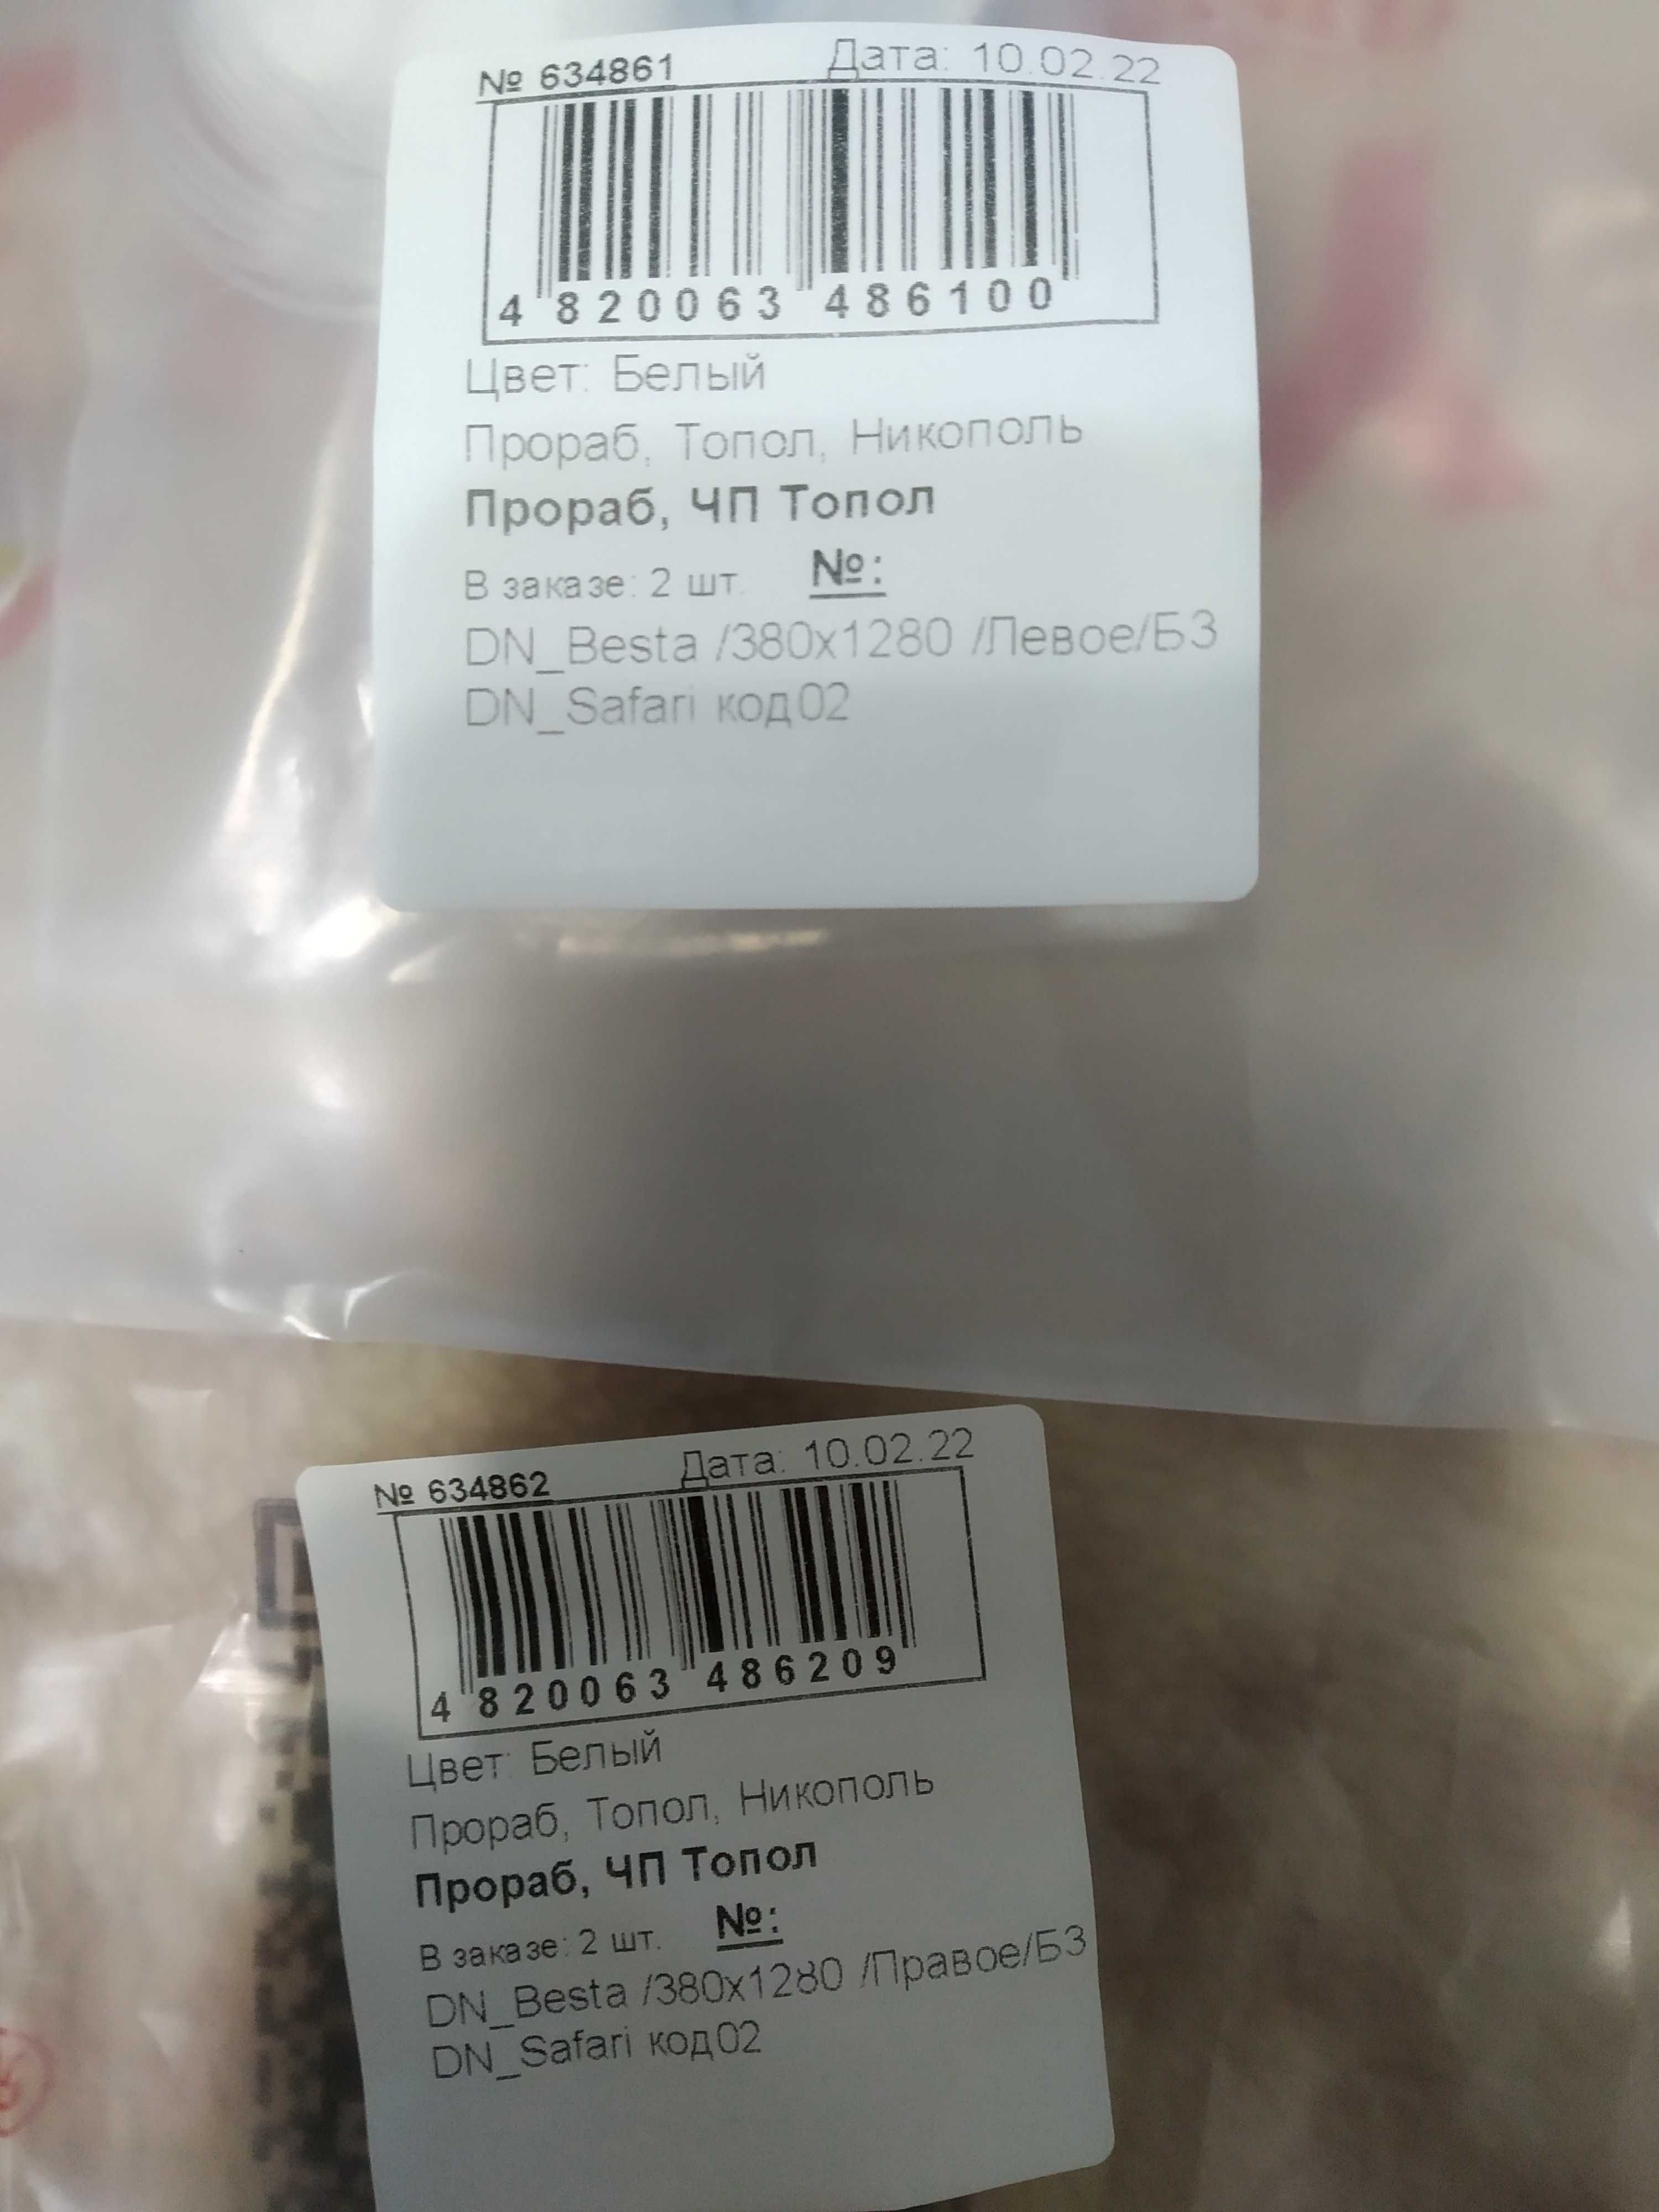 № 634861 Дата: 10.02.22
4 820063 486100
Цвет: Белый
Прораб, Топол, Никополь
Прораб, ЧП Топол
В заказе: 2 шт. №:
DN_Besta /380x1280 /Левое/БЗ
DN_Safari код02
№ 634862 Дата: 10.02.22
4 820063 486209
Цвет: Белый
Прораб, Топол, Никополь
Прораб, ЧП Топол
В заказе: 2 шт. №:
DN_Besta /380x1280 /Правое/БЗ
DN_Safari код02